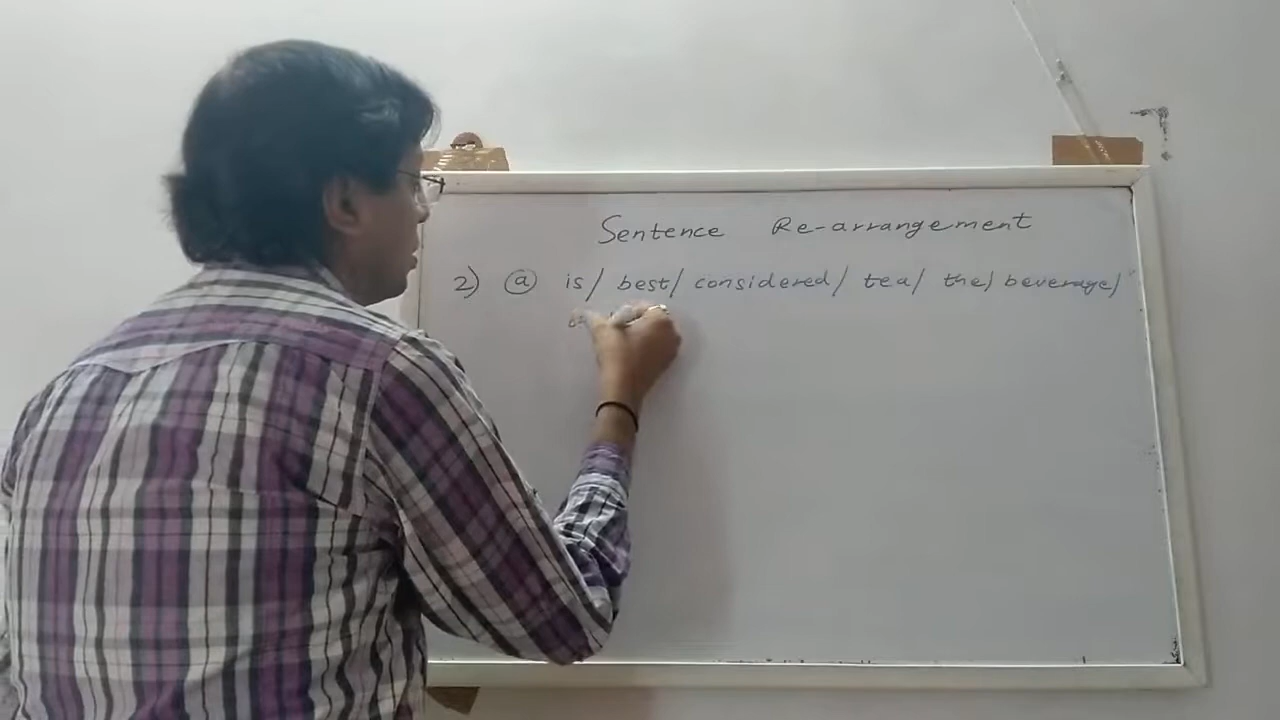 Sentence Re-arrangement
2) (a) is/ best/ considered/ tea/ the/ beverage/